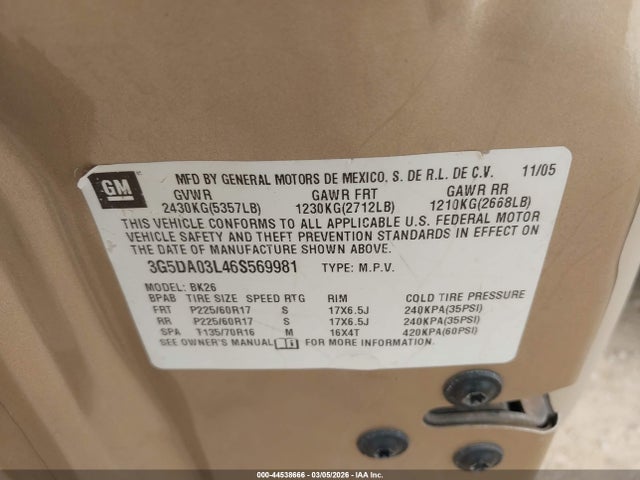 GM
MFD BY GENERAL MOTORS DE MEXICO, S. DE R.L. DE C.V. 11/05
GVWR GAWR FRT GAWR RR
2430KG(5357LB) 1230KG(2712LB) 1210KG(2668LB)
THIS VEHICLE CONFORMS TO ALL APPLICABLE U.S. FEDERAL MOTOR
VEHICLE SAFETY AND THEFT PREVENTION STANDARDS IN EFFECT ON
THE DATE OF MANUFACTURE SHOWN ABOVE.
3G5DA03L46S569981 TYPE: M.P.V.
MODEL: BK26
BPAB TIRE SIZE SPEED RTG RIM COLD TIRE PRESSURE
FRT P225/60R17 S 17X6.5J 240KPA(35PSI)
RR P225/60R17 S 17X6.5J 240KPA(35PSI)
SPA T135/70R16 M 16X4T 420KPA(60PSI)
SEE OWNER'S MANUAL FOR MORE INFORMATION.
000-44538666 - 03/05/2026 - IAA Inc.